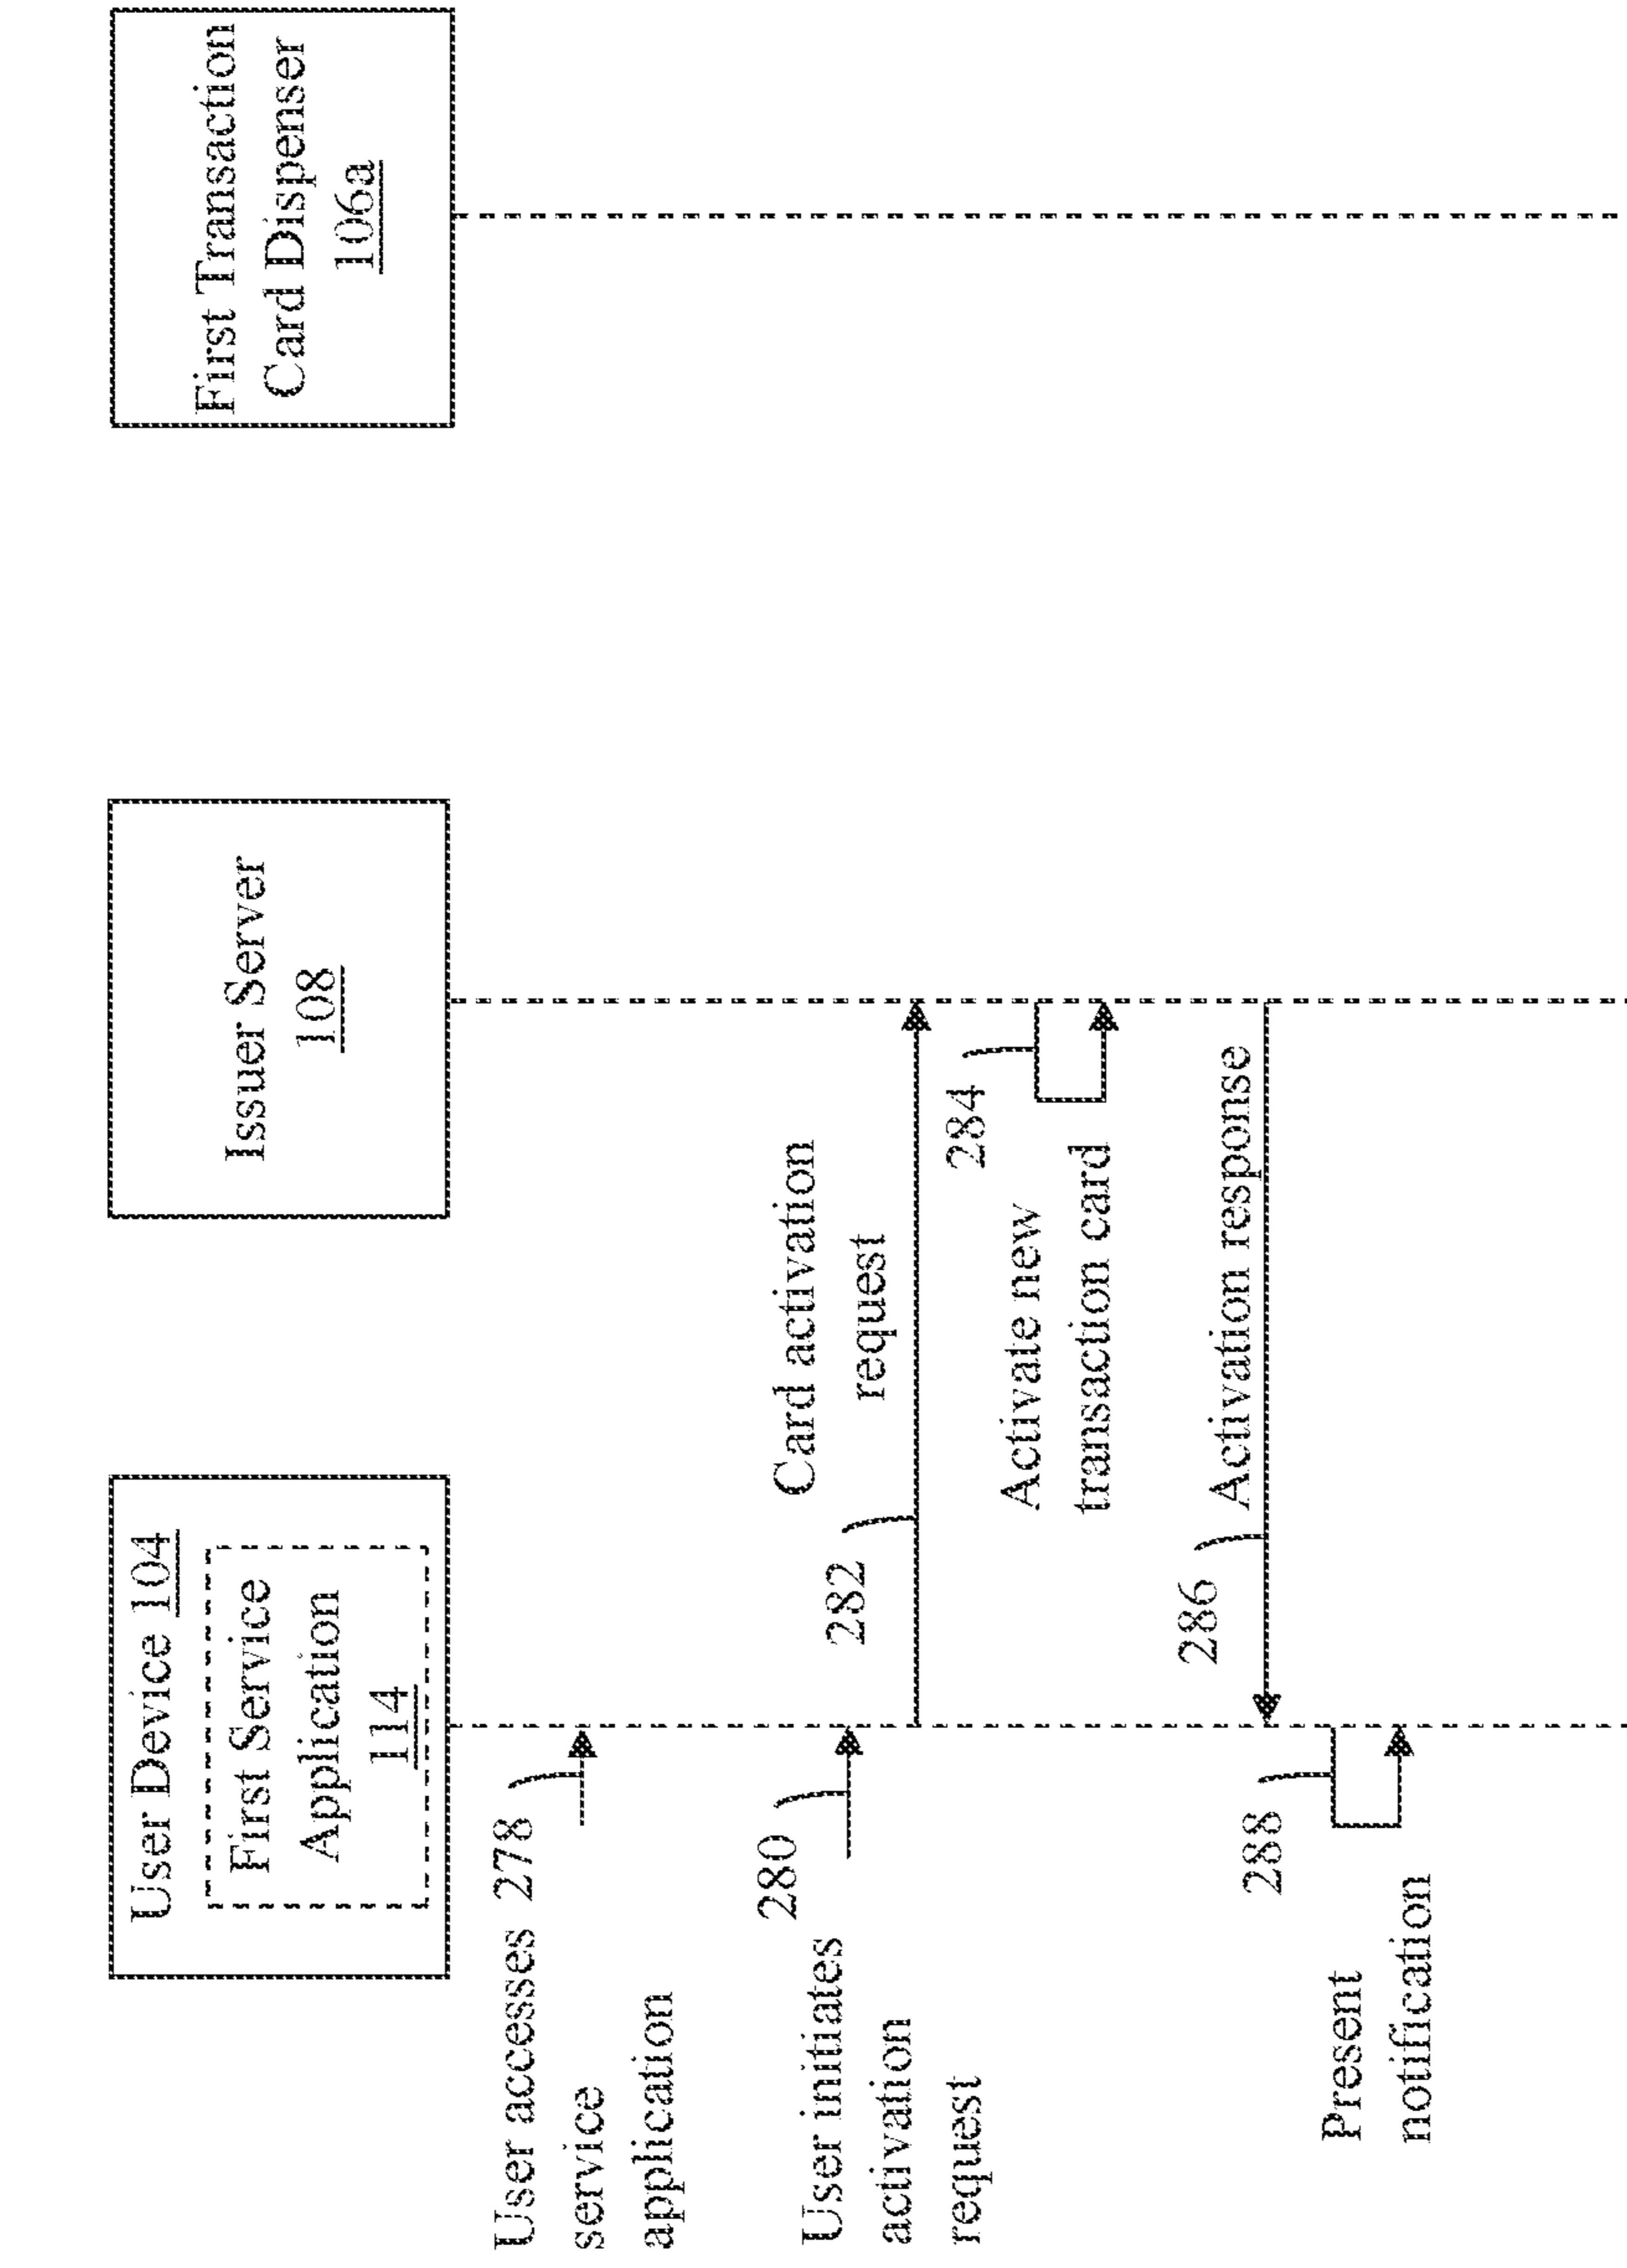 User Device 104
First Service
Application
114
Issuer Server
108
First Transaction
Card Dispenser
106a
User accesses
service
application
278
User initiates
activation
request
280
Card activation
request
282
284
Activate new
transaction card
Activation response
286
288
Present
notification